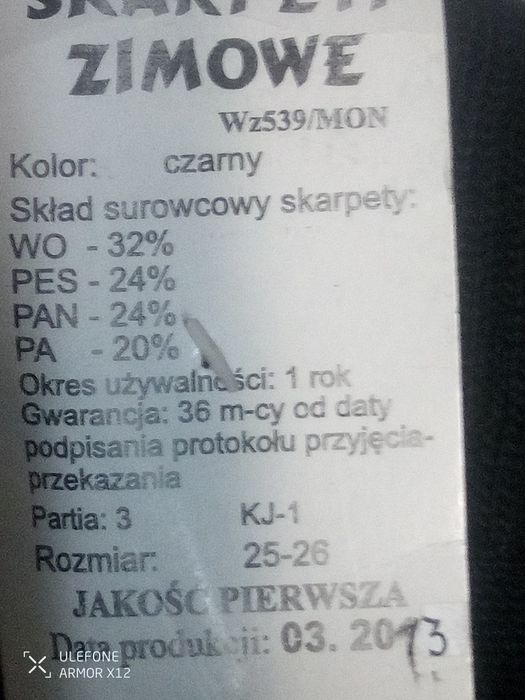 SKARPETY
ZIMOWE
Wz539/MON
Kolor: czarny
Skład surowcowy skarpety:
WO - 32%
PES - 24%
PAN - 24%
PA - 20%
Okres używalności: 1 rok
Gwarancja: 36 m-cy od daty
podpisania protokołu przyjęcia-
przekazania
Partia: 3 KJ-1
Rozmiar: 25-26
JAKOŚĆ PIERWSZA
Data produkcji: 03. 2013
ULEFONE
ARMOR X12